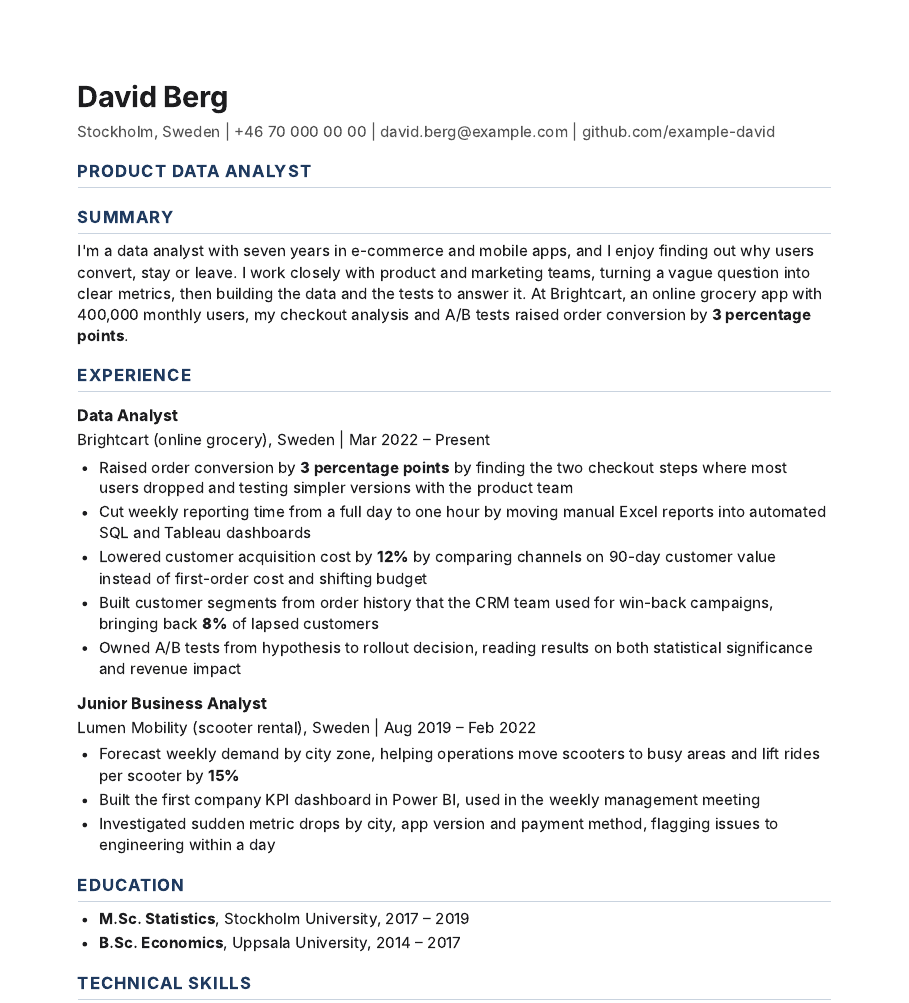 David Berg
Stockholm, Sweden | +46 70 000 00 00 | david.berg@example.com | github.com/example-david
PRODUCT DATA ANALYST
SUMMARY
I'm a data analyst with seven years in e-commerce and mobile apps, and I enjoy finding out why users
convert, stay or leave. I work closely with product and marketing teams, turning a vague question into
clear metrics, then building the data and the tests to answer it. At Brightcart, an online grocery app with
400,000 monthly users, my checkout analysis and A/B tests raised order conversion by 3 percentage
points.
EXPERIENCE
Data Analyst
Brightcart (online grocery), Sweden | Mar 2022 – Present
• Raised order conversion by 3 percentage points by finding the two checkout steps where most
users dropped and testing simpler versions with the product team
• Cut weekly reporting time from a full day to one hour by moving manual Excel reports into automated
SQL and Tableau dashboards
• Lowered customer acquisition cost by 12% by comparing channels on 90-day customer value
instead of first-order cost and shifting budget
• Built customer segments from order history that the CRM team used for win-back campaigns,
bringing back 8% of lapsed customers
• Owned A/B tests from hypothesis to rollout decision, reading results on both statistical significance
and revenue impact
Junior Business Analyst
Lumen Mobility (scooter rental), Sweden | Aug 2019 – Feb 2022
• Forecast weekly demand by city zone, helping operations move scooters to busy areas and lift rides
per scooter by 15%
• Built the first company KPI dashboard in Power BI, used in the weekly management meeting
• Investigated sudden metric drops by city, app version and payment method, flagging issues to
engineering within a day
EDUCATION
• M.Sc. Statistics, Stockholm University, 2017 – 2019
• B.Sc. Economics, Uppsala University, 2014 – 2017
TECHNICAL SKILLS